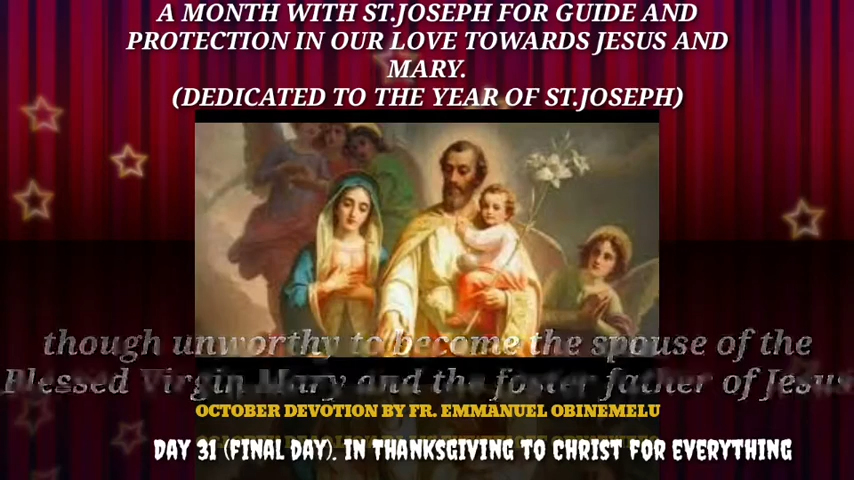 A MONTH WITH ST.JOSEPH FOR GUIDE AND
PROTECTION IN OUR LOVE TOWARDS JESUS AND
MARY.
(DEDICATED TO THE YEAR OF ST.JOSEPH)
though unworthy to become the spouse of the
Blessed Virgin Mary and the foster father of Jesus
OCTOBER DEVOTION BY FR. EMMANUEL OBINEMELU
DAY 31 (FINAL DAY). IN THANKSGIVING TO CHRIST FOR EVERYTHING